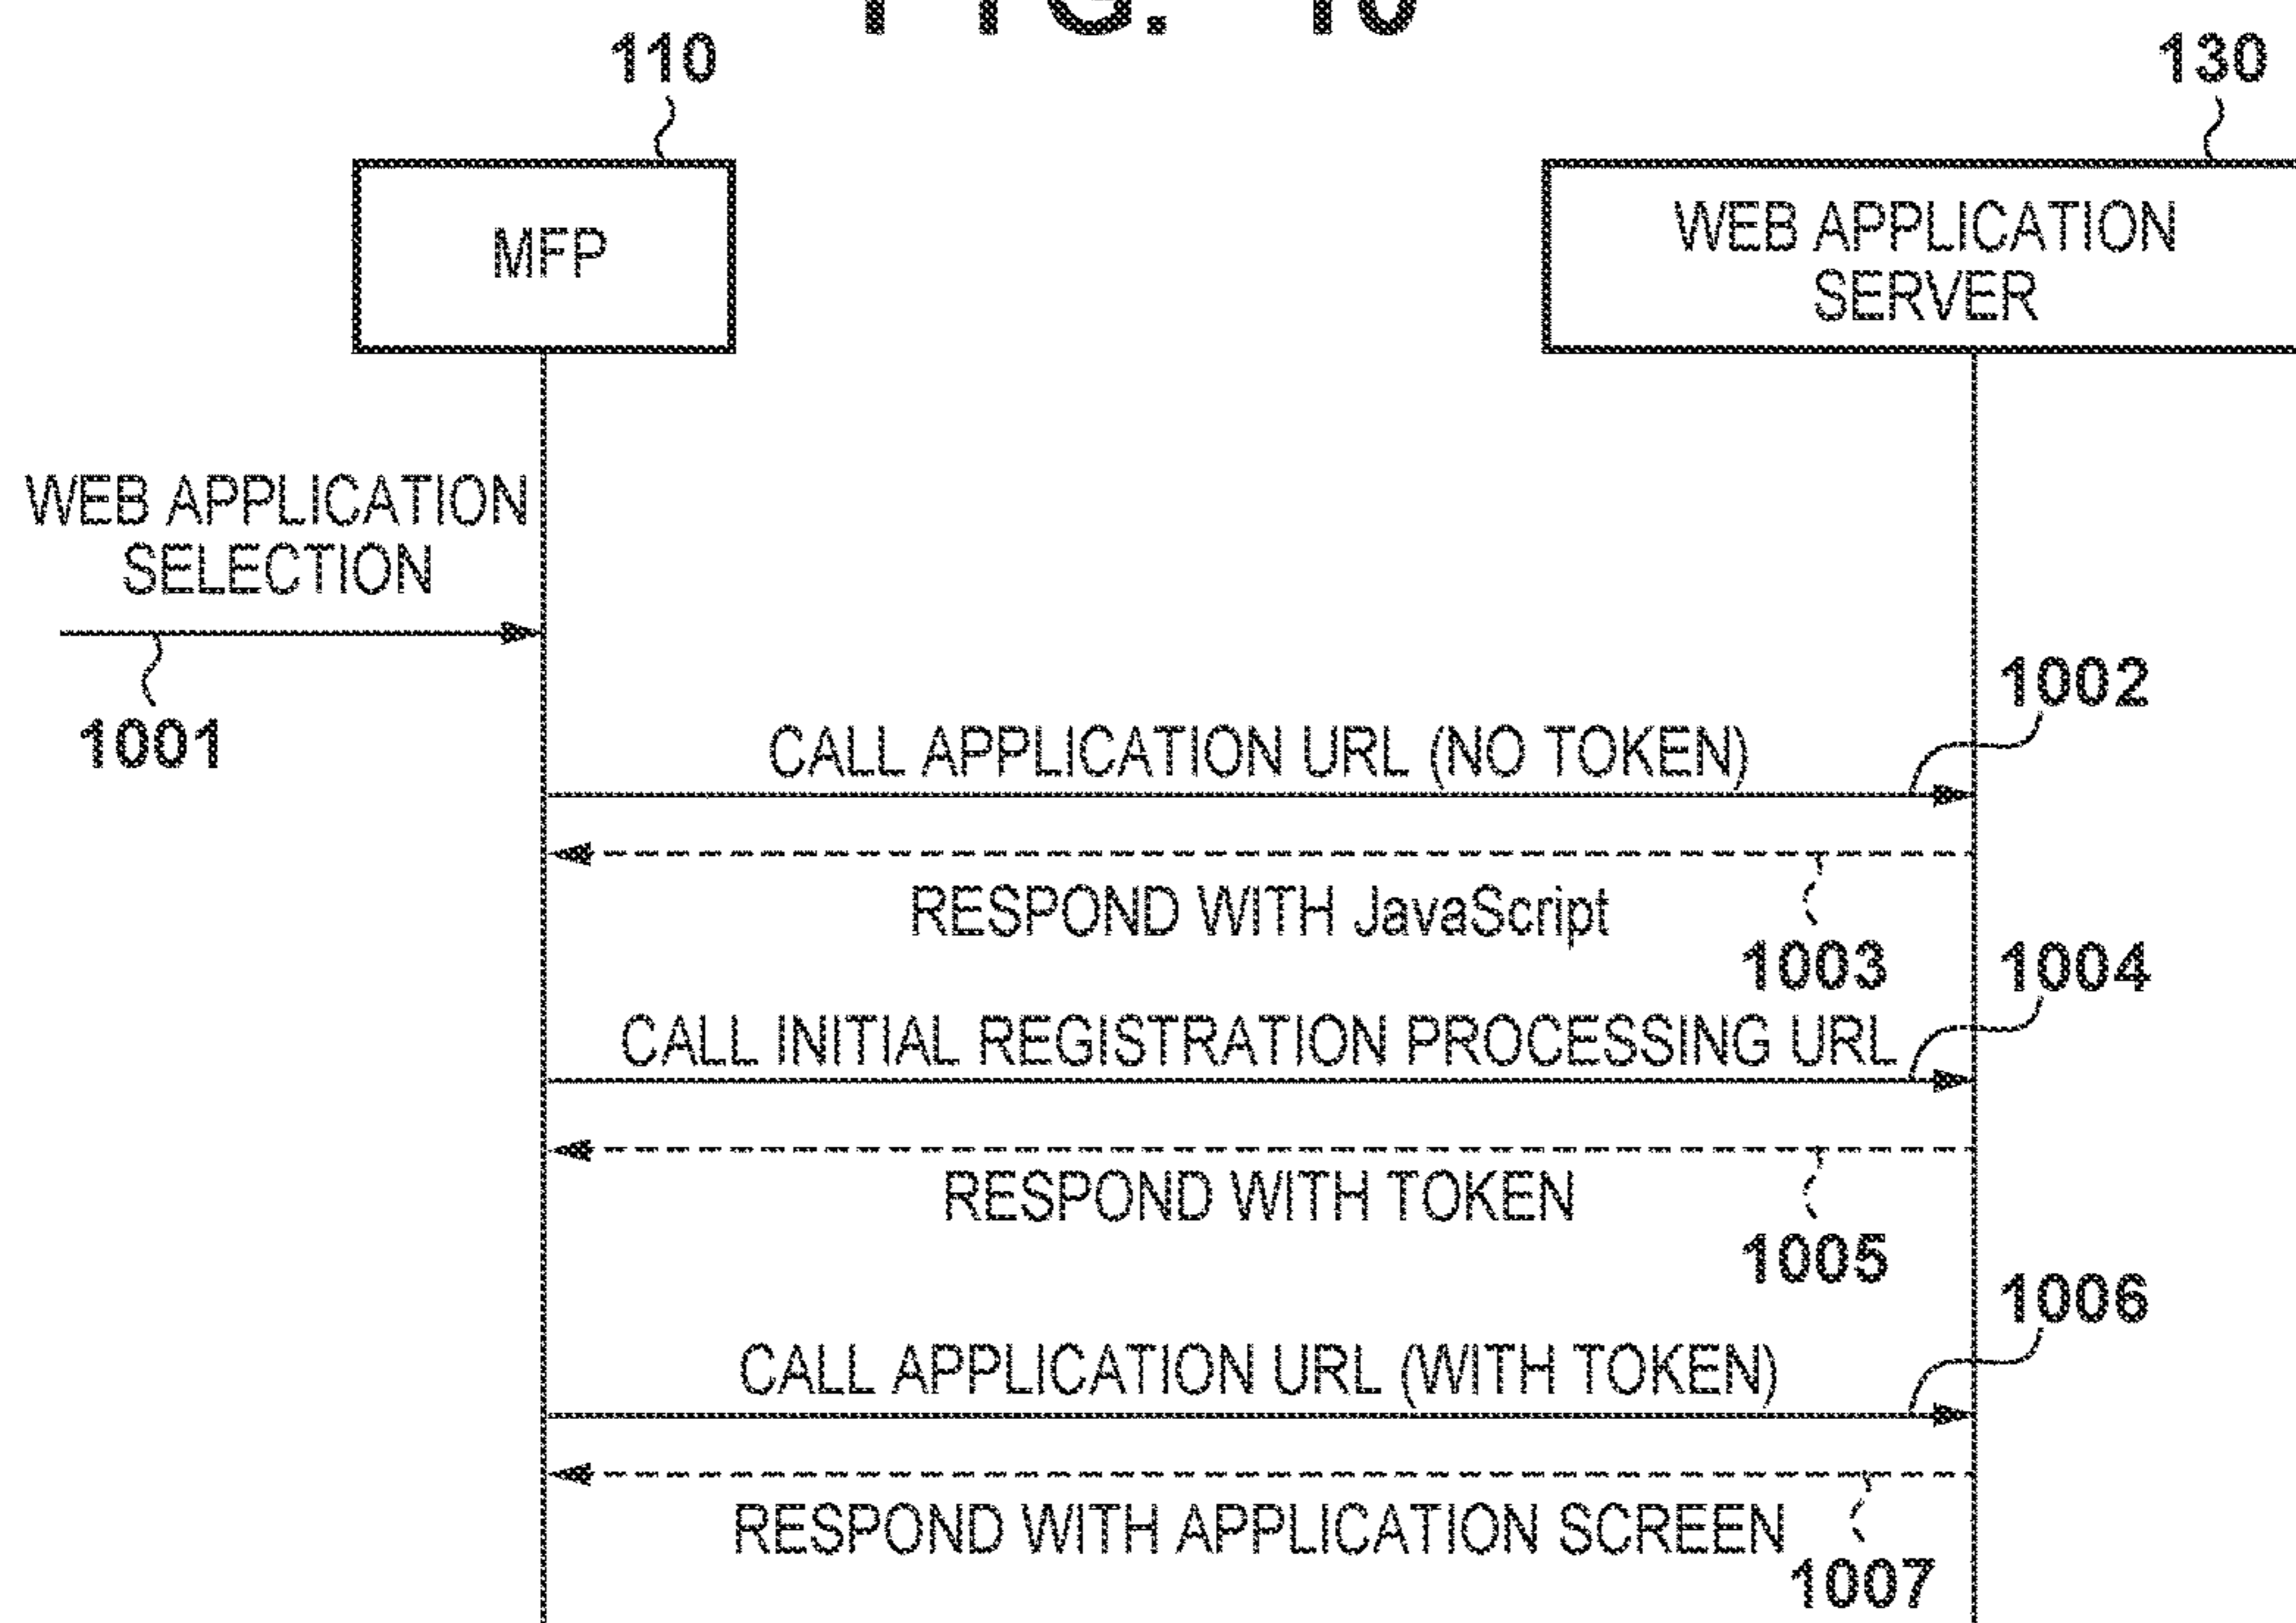 FIG. 10
110
130
MFP
WEB APPLICATION
SERVER
WEB APPLICATION
SELECTION
1001
1002
CALL APPLICATION URL (NO TOKEN)
RESPOND WITH JavaScript
1003
1004
CALL INITIAL REGISTRATION PROCESSING URL
RESPOND WITH TOKEN
1005
1006
CALL APPLICATION URL (WITH TOKEN)
RESPOND WITH APPLICATION SCREEN
1007